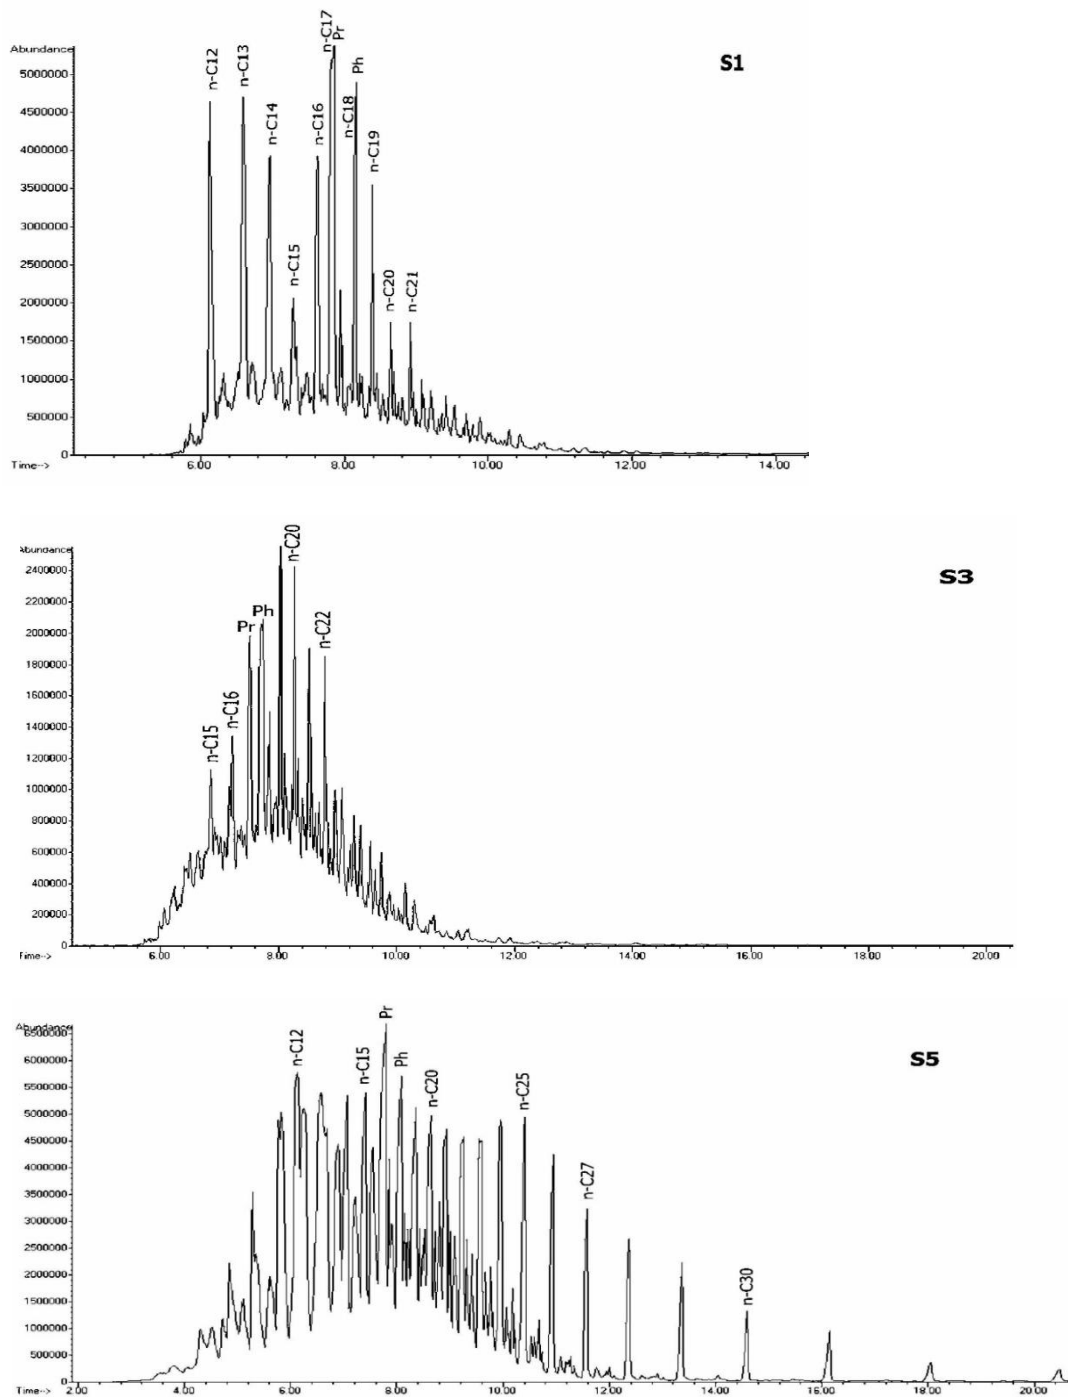 S1
Abundance
n-C12
n-C13
n-C14
n-C15
n-C16
n-C17
Pr
n-C18
Ph
n-C19
n-C20
n-C21
5000000
4500000
4000000
3500000
3000000
2500000
2000000
1500000
1000000
500000
0
Time-->
6.00
8.00
10.00
12.00
14.00
S3
Abundance
n-C15
n-C16
Pr
Ph
n-C20
n-C22
2400000
2200000
2000000
1800000
1600000
1400000
1200000
1000000
800000
600000
400000
200000
0
Time-->
6.00
8.00
10.00
12.00
14.00
16.00
18.00
20.00
S5
Abundance
n-C12
n-C15
Pr
Ph
n-C20
n-C25
n-C27
n-C30
6500000
6000000
5500000
5000000
4500000
4000000
3500000
3000000
2500000
2000000
1500000
1000000
500000
0
Time-->
2.00
4.00
6.00
8.00
10.00
12.00
14.00
16.00
18.00
20.00